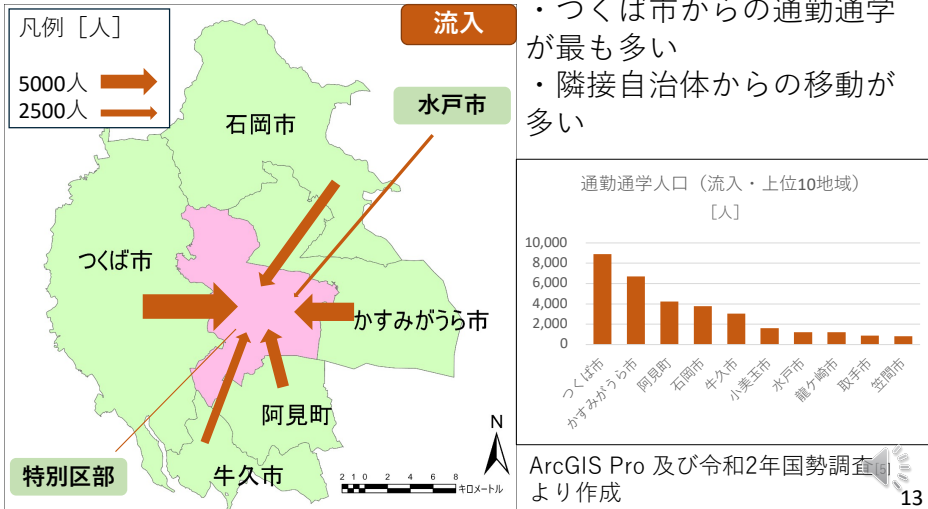 凡例［人］
5000人
2500人
流入
水戸市
石岡市
つくば市
かすみがうら市
阿見町
牛久市
特別区部
N
2 1 0 2 4 6 8
キロメートル
・つくば市からの通勤通学
が最も多い
・隣接自治体からの移動が
多い
通勤通学人口（流入・上位10地域）
［人］
10,000
8,000
6,000
4,000
2,000
0
つくば市
かすみがうら市
阿見町
石岡市
牛久市
小美玉市
水戸市
龍ケ崎市
取手市
笠間市
ArcGIS Pro 及び令和2年国勢調査[5]
より作成
13